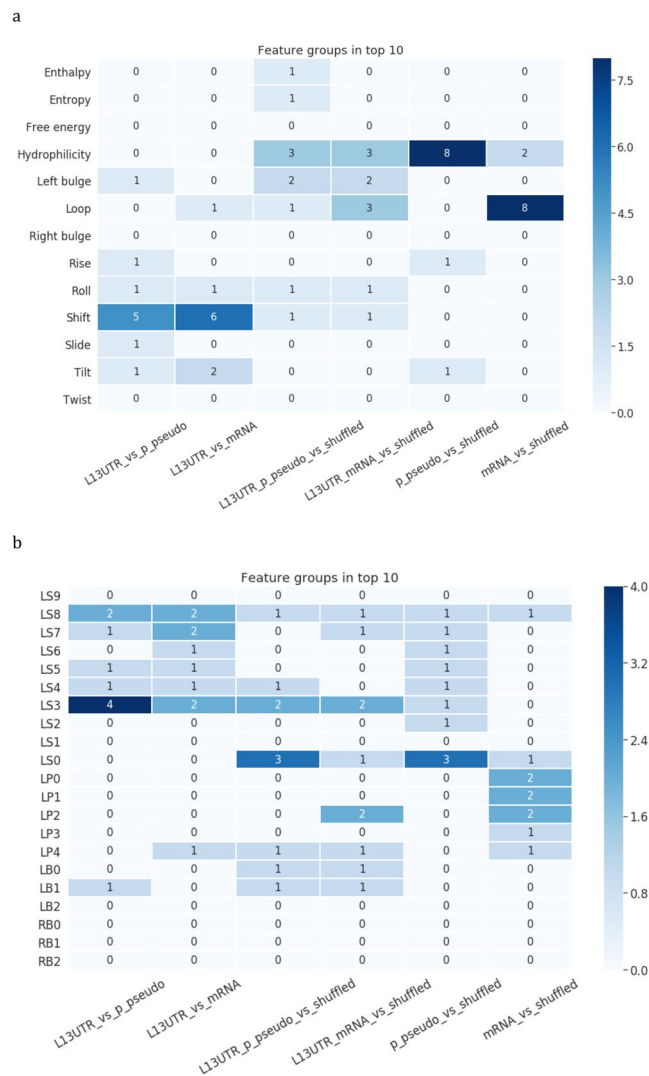 a
Feature groups in top 10
Enthalpy 0 0 1 0 0 0
Entropy 0 0 1 0 0 0
Free energy 0 0 0 0 0 0
Hydrophilicity 0 0 3 3 8 2
Left bulge 1 0 2 2 0 0
Loop 0 1 1 3 0 8
Right bulge 0 0 0 0 0 0
Rise 1 0 0 0 1 0
Roll 1 1 1 1 0 0
Shift 5 6 1 1 0 0
Slide 1 0 0 0 0 0
Tilt 1 2 0 0 1 0
Twist 0 0 0 0 0 0
7.5
6.0
4.5
3.0
1.5
0.0
L13UTR_vs_p_pseudo
L13UTR_vs_mRNA
L13UTR_p_pseudo_vs_shuffled
L13UTR_mRNA_vs_shuffled
p_pseudo_vs_shuffled
mRNA_vs_shuffled
b
Feature groups in top 10
LS9 0 0 0 0 0 0
LS8 2 2 1 1 1 1
LS7 1 2 0 1 1 0
LS6 0 1 0 0 1 0
LS5 1 1 0 0 1 0
LS4 1 1 1 0 1 0
LS3 4 2 2 2 1 0
LS2 0 0 0 0 1 0
LS1 0 0 0 0 0 0
LS0 0 0 3 1 3 1
LP0 0 0 0 0 0 2
LP1 0 0 0 0 0 2
LP2 0 0 0 2 0 2
LP3 0 0 0 0 0 1
LP4 0 1 1 1 0 1
LB0 0 0 1 1 0 0
LB1 1 0 1 1 0 0
LB2 0 0 0 0 0 0
RB0 0 0 0 0 0 0
RB1 0 0 0 0 0 0
RB2 0 0 0 0 0 0
4.0
3.2
2.4
1.6
0.8
0.0
L13UTR_vs_p_pseudo
L13UTR_vs_mRNA
L13UTR_p_pseudo_vs_shuffled
L13UTR_mRNA_vs_shuffled
p_pseudo_vs_shuffled
mRNA_vs_shuffled